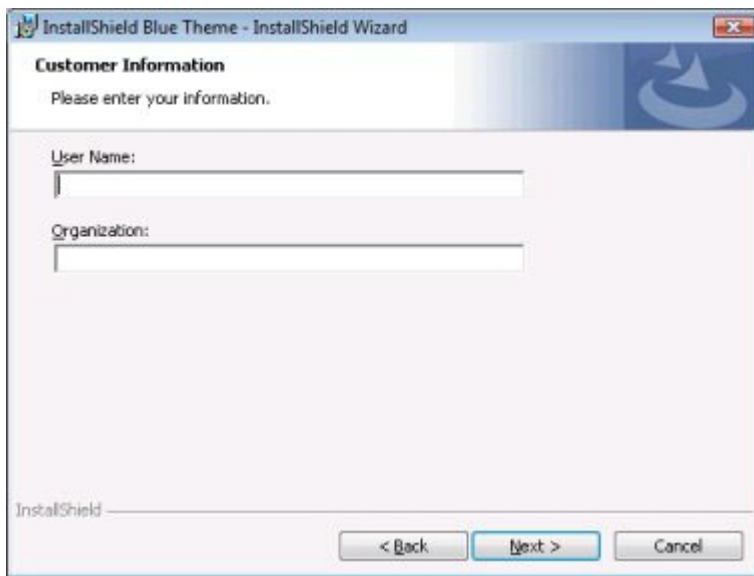 InstallShield Blue Theme - InstallShield Wizard
Customer Information
Please enter your information.
User Name:
Organization:
InstallShield
< Back
Next >
Cancel